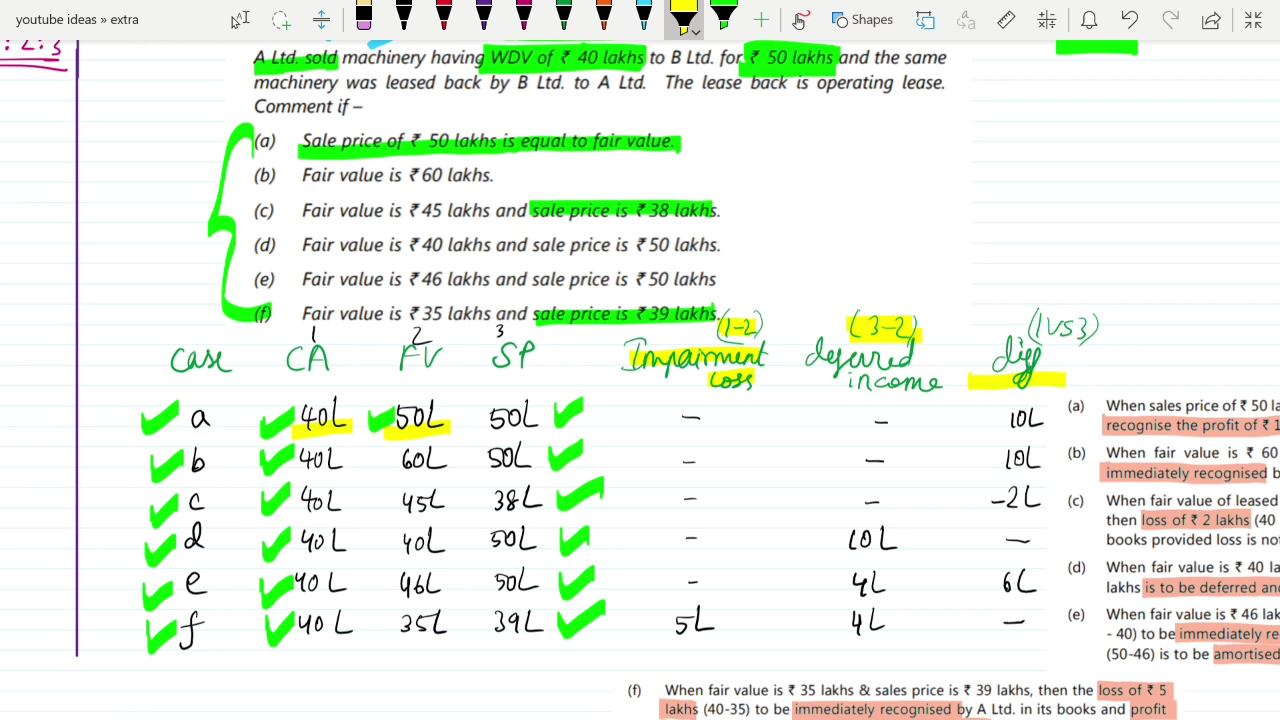 youtube ideas » extra
Shapes
: 2 : 3
A Ltd. sold machinery having WDV of ₹ 40 lakhs to B Ltd. for ₹ 50 lakhs and the same
machinery was leased back by B Ltd. to A Ltd. The lease back is operating lease.
Comment if –
(a) Sale price of ₹ 50 lakhs is equal to fair value.
(b) Fair value is ₹ 60 lakhs.
(c) Fair value is ₹ 45 lakhs and sale price is ₹ 38 lakhs.
(d) Fair value is ₹ 40 lakhs and sale price is ₹ 50 lakhs.
(e) Fair value is ₹ 46 lakhs and sale price is ₹ 50 lakhs
(f) Fair value is ₹ 35 lakhs and sale price is ₹ 39 lakhs.
1 2 3 (1-2) (3-2) (1VS3)
Case CA FV SP Impairment loss deferred income diff
a 40L 50L 50L - - 10L
b 40L 60L 50L - - 10L
c 40L 45L 38L - - -2L
d 40L 40L 50L - 10L -
e 40L 46L 50L - 4L 6L
f 40L 35L 39L 5L 4L -
(a) When sales price of ₹ 50 la
recognise the profit of ₹ 1
(b) When fair value is ₹ 60
immediately recognised b
(c) When fair value of leased
then loss of ₹ 2 lakhs (40
books provided loss is no
(d) When fair value is ₹ 40 la
lakhs is to be deferred an
(e) When fair value is ₹ 46 lak
- 40) to be immediately re
(50-46) is to be amortised
(f) When fair value is ₹ 35 lakhs & sales price is ₹ 39 lakhs, then the loss of ₹ 5
lakhs (40-35) to be immediately recognised by A Ltd. in its books and profit